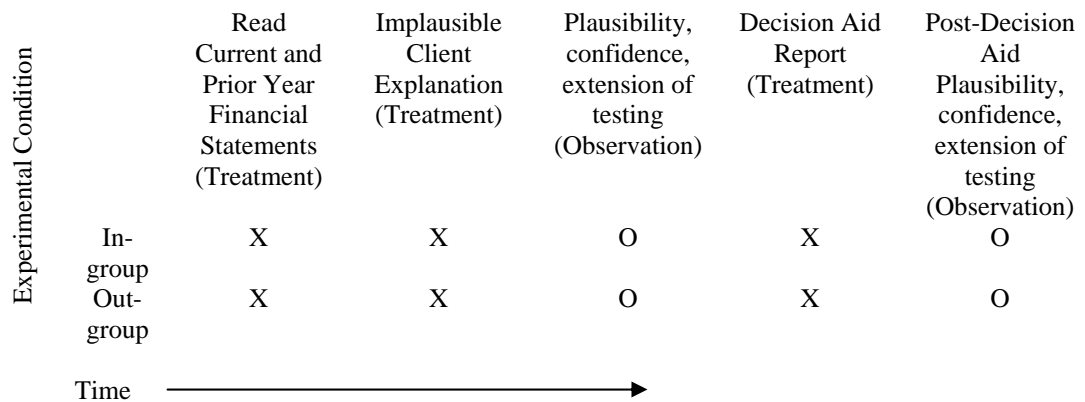 Experimental Condition
Read
Current and
Prior Year
Financial
Statements
(Treatment)
Implausible
Client
Explanation
(Treatment)
Plausibility,
confidence,
extension of
testing
(Observation)
Decision Aid
Report
(Treatment)
Post-Decision
Aid
Plausibility,
confidence,
extension of
testing
(Observation)
In-
group
X X O X O
Out-
group
X X O X O
Time